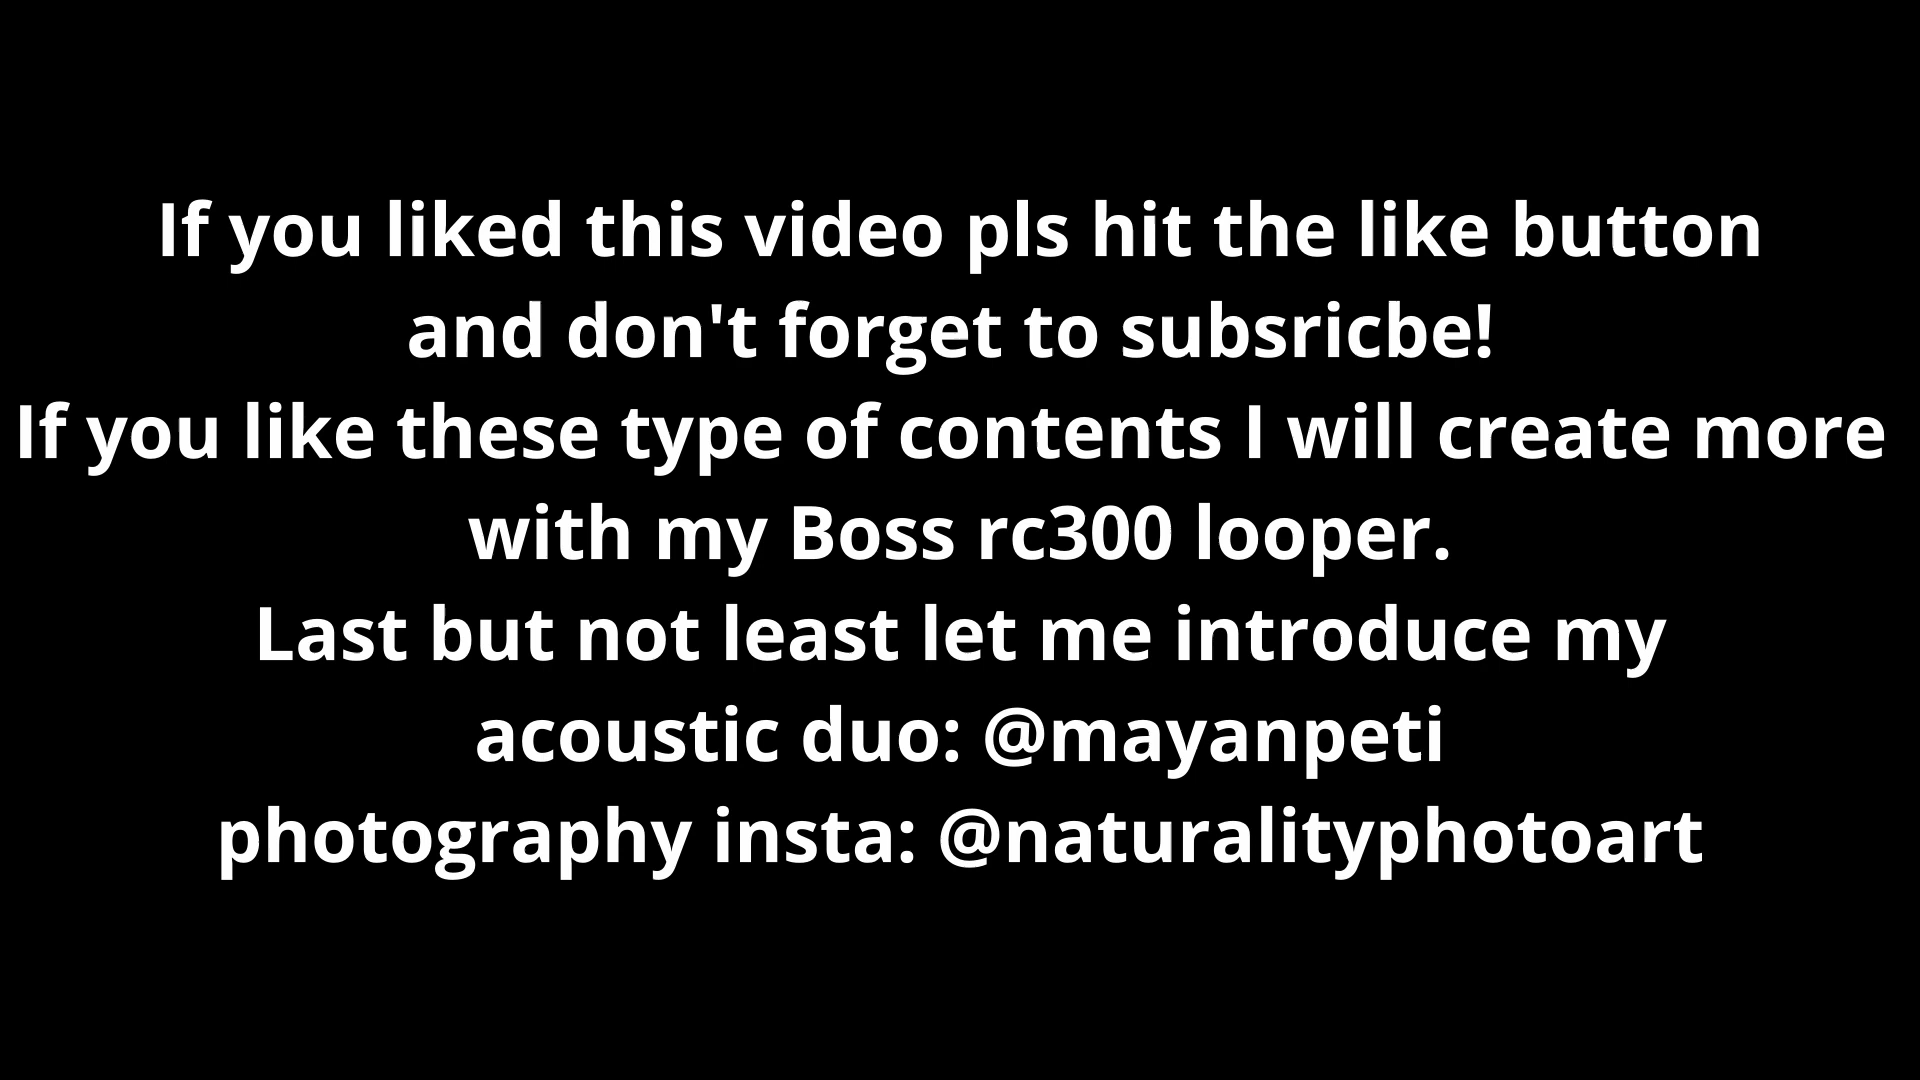 If you liked this video pls hit the like button
and don't forget to subsricbe!
If you like these type of contents I will create more
with my Boss rc300 looper.
Last but not least let me introduce my
acoustic duo: @mayanpeti
photography insta: @naturalityphotoart